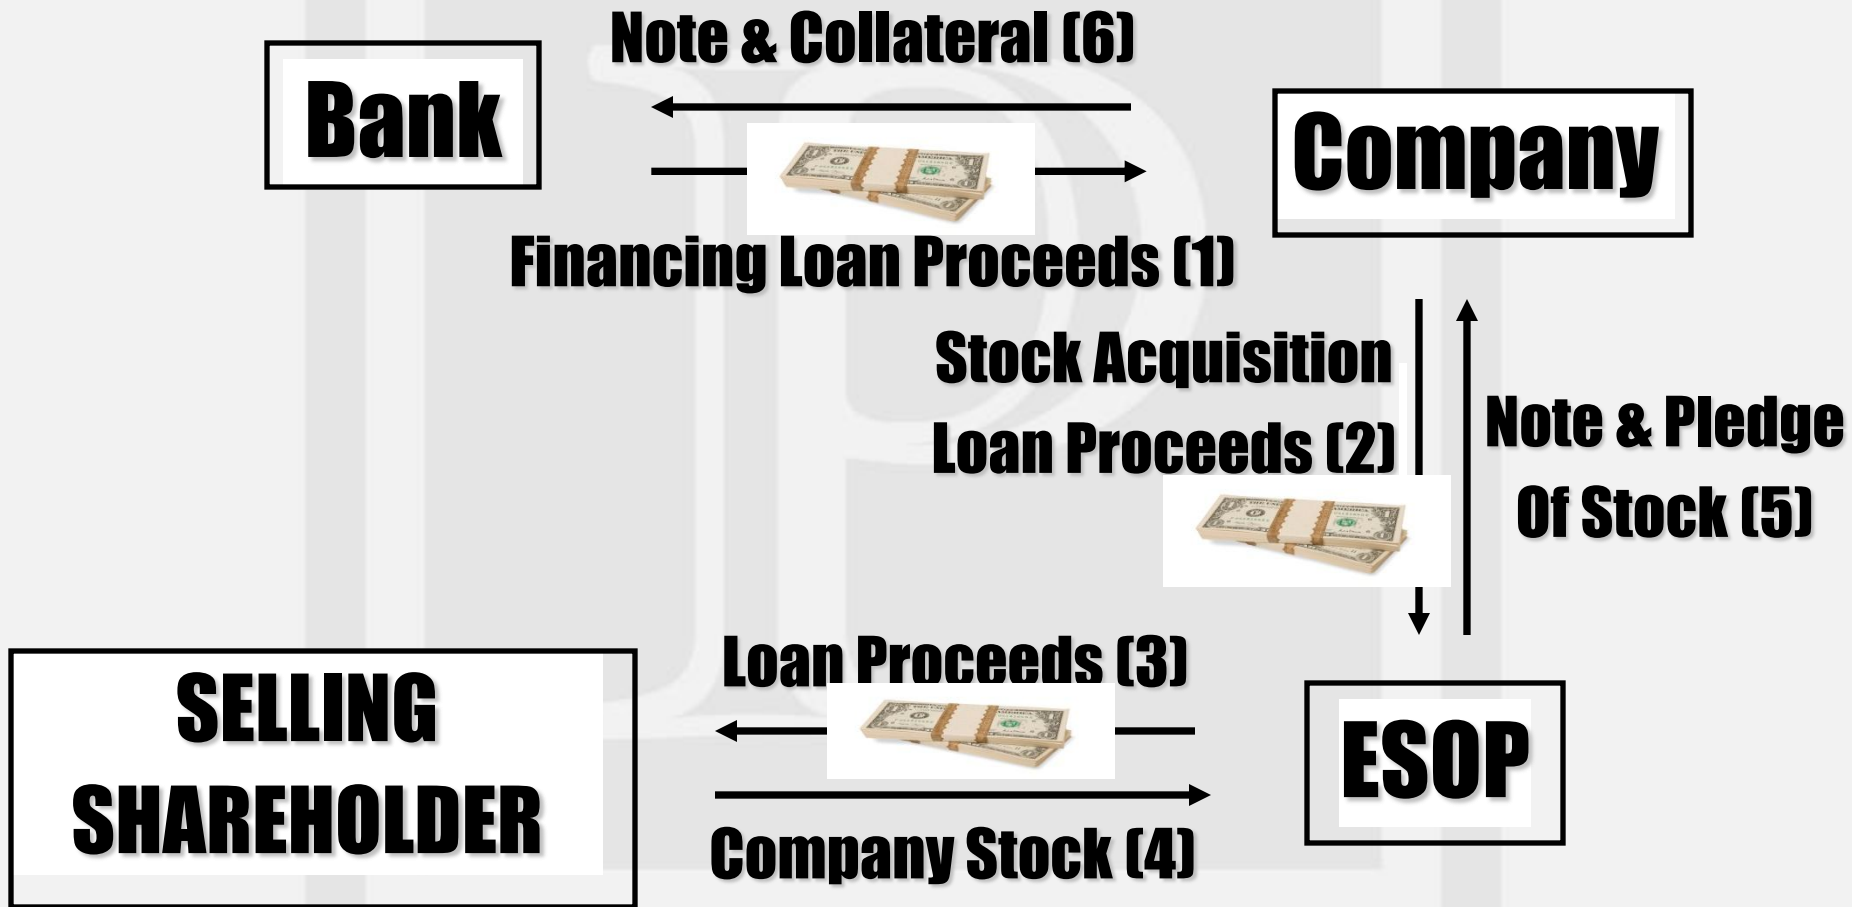 Note & Collateral (6)
Bank
Company
Financing Loan Proceeds (1)
Stock Acquisition
Loan Proceeds (2)
Note & Pledge
Of Stock (5)
Loan Proceeds (3)
SELLING
SHAREHOLDER
ESOP
Company Stock (4)